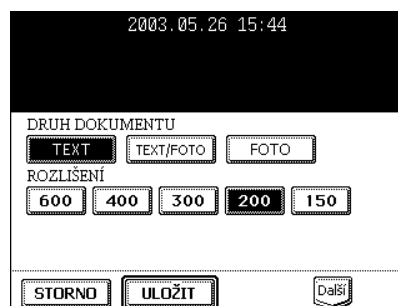 2003.05.26 15:44
DRUH DOKUMENTU
TEXT TEXT/FOTO FOTO
ROZLIŠENÍ
600 400 300 200 150
STORNO ULOŽIT Další